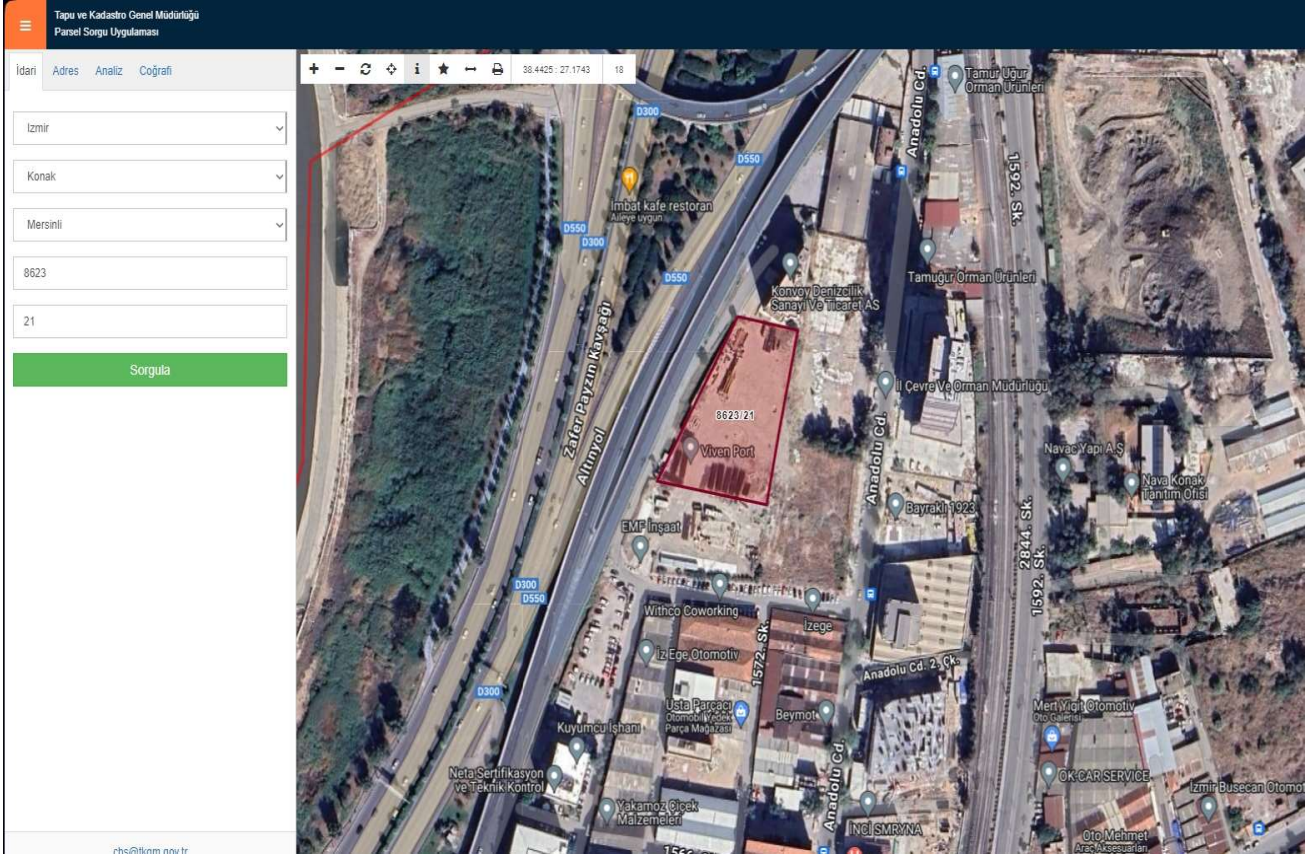 Tapu ve Kadastro Genel Müdürlüğü
Parsel Sorgu Uygulaması
İdari Adres Analiz Coğrafi
Izmir
Konak
Mersinli
8623
21
Sorgula
cbs@tkgm.gov.tr
38.4425 : 27.1743 18
D300
D550
Anadolu Cd.
Tamur Uğur
Orman Ürünleri
1592. Sk.
İmbat kafe restoran
Aileye uygun
D550
D300
D550
Tamuğur Orman Ürünleri
Konvoy Denizcilik
Sanayi Ve Ticaret AS
Zafer Payzın Kavşağı
Altınyol
İl Çevre Ve Orman Müdürlüğü
8623/21
Viven Port
Anadolu Cd.
Navac Yapı A.Ş
Nava Konak
Tanıtım Ofisi
Bayraklı 1923
EMF İnşaat
2844. Sk.
1592. Sk.
D300
D550
Withco Coworking
İzege
1572. Sk.
İz Ege Otomotiv
Anadolu Cd. 2. Çk.
D300
Usta Parçacı
Otomobil Yedek
Parça Mağazası
Beymot
Mert Yiğit Otomotiv
Oto Galerisi
Kuyumcu İşhanı
Anadolu Cd
Neta Sertifikasyon
ve Teknik Kontrol
OK-CAR SERVICE
Izmir Busecan Otomot
Yakamoz Çiçek
Malzemeleri
İNCİ SMRYNA
Oto Mehmet
Araç Aksesuarları